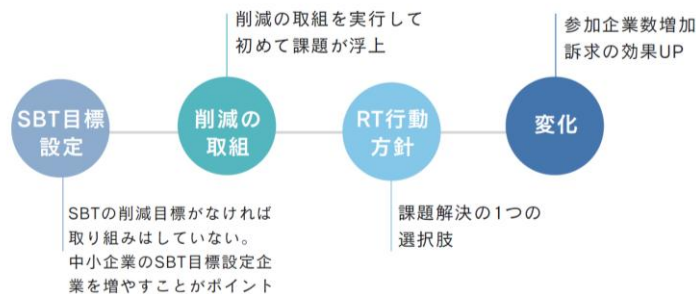 削減の取組を実行して
初めて課題が浮上
参加企業数増加
訴求の効果UP
SBT目標
設定
削減の
取組
RT行動
方針
変化
SBTの削減目標がなければ
取り組みはしていない。
中小企業のSBT目標設定企
業を増やすことがポイント
課題解決の1つの
選択肢